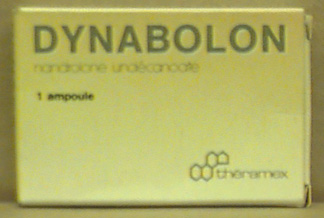 DYNABOLON
nandrolone undécanoate
1 ampoule
théramex